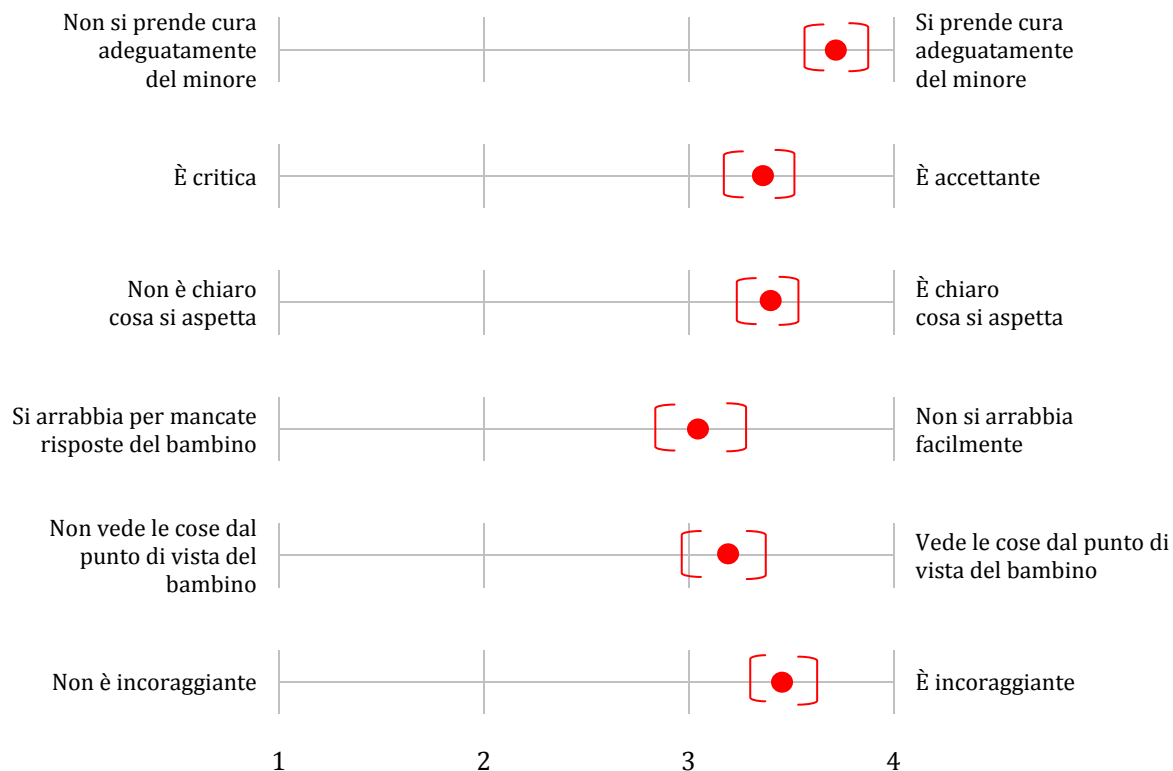 Non si prende cura
adeguatamente
del minore
Si prende cura
adeguatamente
del minore
È critica
È accettante
Non è chiaro
cosa si aspetta
È chiaro
cosa si aspetta
Si arrabbia per mancate
risposte del bambino
Non si arrabbia
facilmente
Non vede le cose dal
punto di vista del
bambino
Vede le cose dal punto di
vista del bambino
Non è incoraggiante
È incoraggiante
1 2 3 4